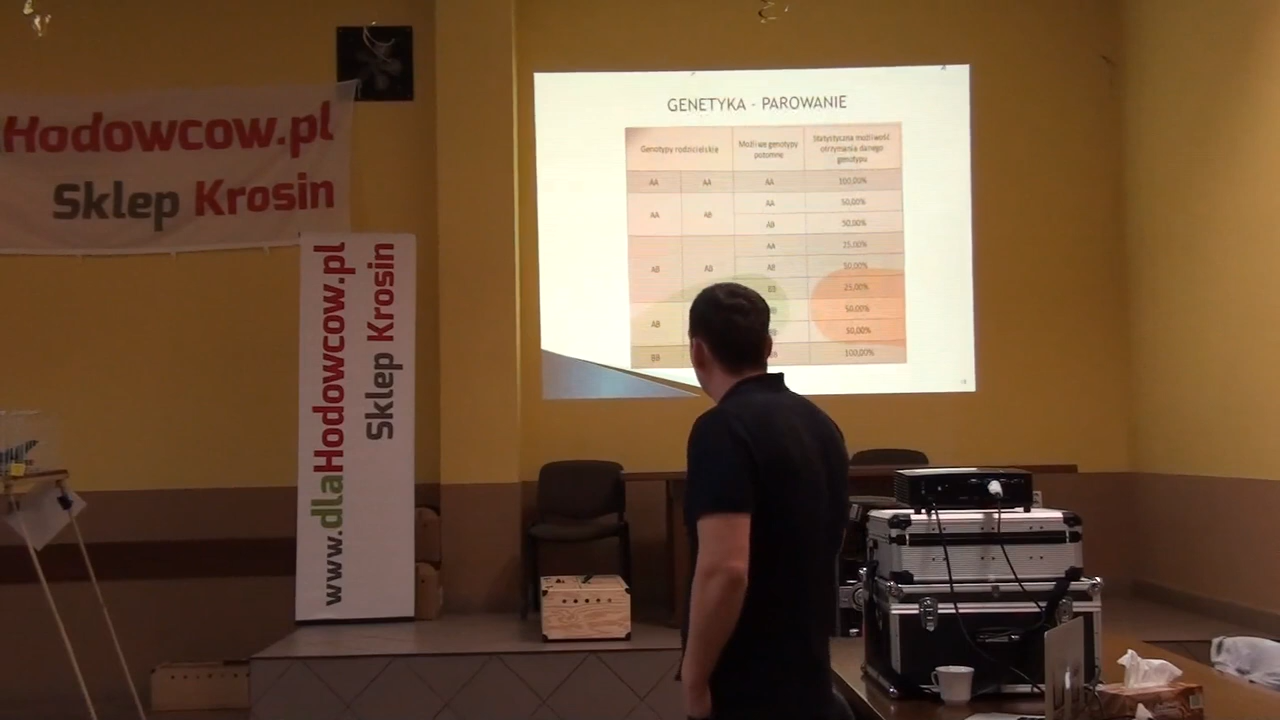 Hodowcow.pl
Sklep Krosin
www.dlaHodowcow.pl
Sklep Krosin
GENETYKA - PAROWANIE
Genotypy rodzicielskie
Możliwe genotypy
potomne
Statystyczna możliwość
otrzymania danego
genotypu
AA AA AA 100,00%
AA AB AA 50,00%
AB 50,00%
AA 25,00%
AB AB AB 50,00%
BB 25,00%
50,00%
AB
50,00%
BB 100,00%